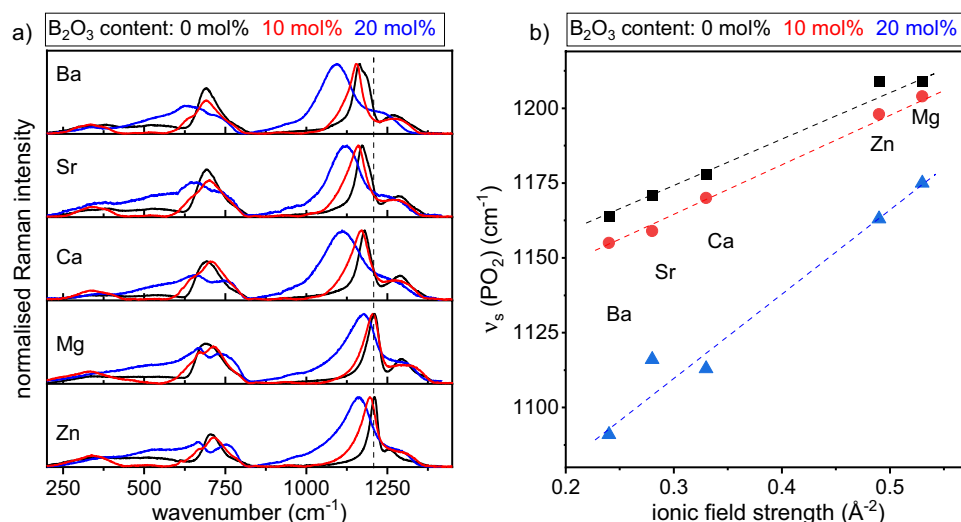 a)
B₂O₃ content: 0 mol% 10 mol% 20 mol%
Ba
Sr
Ca
Mg
Zn
normalised Raman intensity
250 500 750 1000 1250
wavenumber (cm⁻¹)
b)
B₂O₃ content: 0 mol% 10 mol% 20 mol%
1200
1175
1150
1125
1100
νₛ (PO₂) (cm⁻¹)
Mg
Zn
Ca
Sr
Ba
0.2 0.3 0.4 0.5
ionic field strength (Å⁻²)